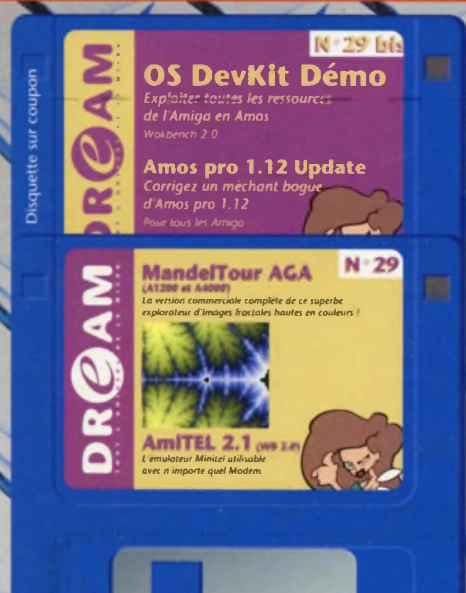 N° 29 bis
OS DevKit Démo
Exploiter toutes les ressources
de l'Amiga en Amos
Wokbench 2.0
Amos pro 1.12 Update
Corrigez un méchant bogue
d'Amos pro 1.12
Pour tous les Amiga
Disquette sur coupon
DREAM
N° 29
MandelTour AGA
(A1200 et A4000)
La version commerciale complète de ce superbe
explorateur d'images fractales hautes en couleurs !
AmITEL 2.1 (WB 2.0)
L'émulateur Minitel utilisable
avec n importe quel Modem.
DREAM